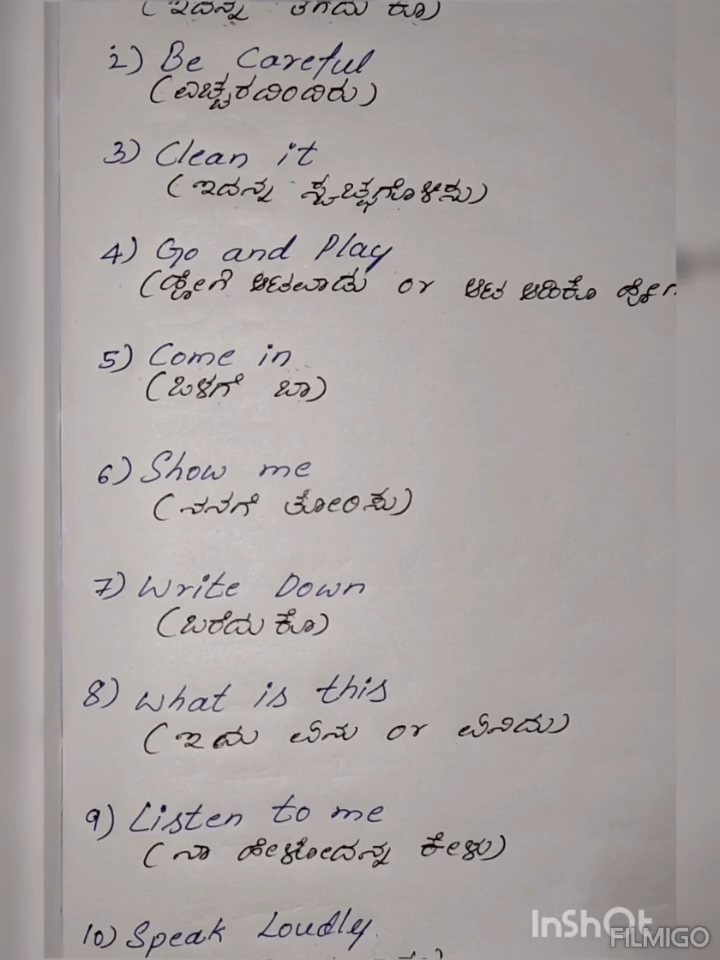 ( ಇದನ್ನ ತೆಗೆದು ಕೊ)
2) Be Careful
(ಎಚ್ಚರದಿಂದಿರು)
3) Clean it
(ಇದನ್ನ ಸ್ವಚ್ಛಗೊಳಿಸು)
4) Go and Play
(ಹೋಗಿ ಆಟವಾಡು or ಆಟ ಆಡಿಕೊ ಹೋಗಿ
5) Come in
(ಒಳಗೆ ಬಾ)
6) Show me
(ನನಗೆ ತೋರಿಸು)
7) Write Down
(ಬರೆದು ಕೊ)
8) What is this
( ಇದು ಏನು or ಏನಿದು)
9) Listen to me
(ನಾ ಹೇಳೋದನ್ನ ಕೇಳು)
10) Speak Loudly
InShOt
FILMIGO